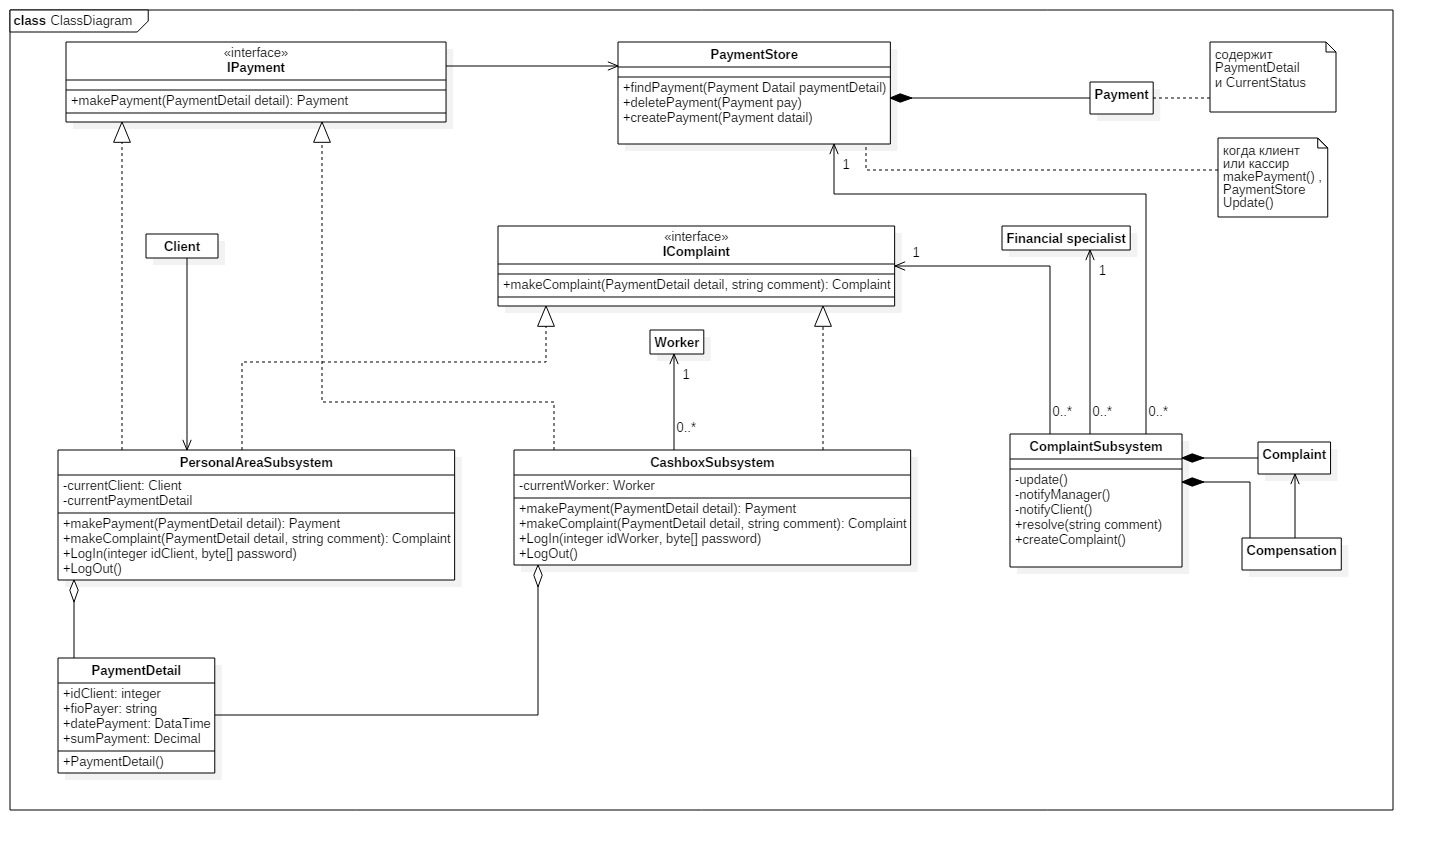 class ClassDiagram
«interface»
IPayment
+makePayment(PaymentDetail detail): Payment
PaymentStore
+findPayment(Payment Datail paymentDetail)
+deletePayment(Payment pay)
+createPayment(Payment datail)
Payment
содержит
PaymentDetail
и CurrentStatus
когда клиент
или кассир
makePayment() ,
PaymentStore
Update()
1
Client
«interface»
IComplaint
+makeComplaint(PaymentDetail detail, string comment): Complaint
1
Financial specialist
1
Worker
1
0..*
0..*
0..*
0..*
PersonalAreaSubsystem
-currentClient: Client
-currentPaymentDetail
+makePayment(PaymentDetail detail): Payment
+makeComplaint(PaymentDetail detail, string comment): Complaint
+LogIn(integer idClient, byte[] password)
+LogOut()
CashboxSubsystem
-currentWorker: Worker
+makePayment(PaymentDetail detail): Payment
+makeComplaint(PaymentDetail detail, string comment): Complaint
+LogIn(integer idWorker, byte[] password)
+LogOut()
ComplaintSubsystem
-update()
-notifyManager()
-notifyClient()
+resolve(string comment)
+createComplaint()
Complaint
Compensation
PaymentDetail
+idClient: integer
+fioPayer: string
+datePayment: DataTime
+sumPayment: Decimal
+PaymentDetail()